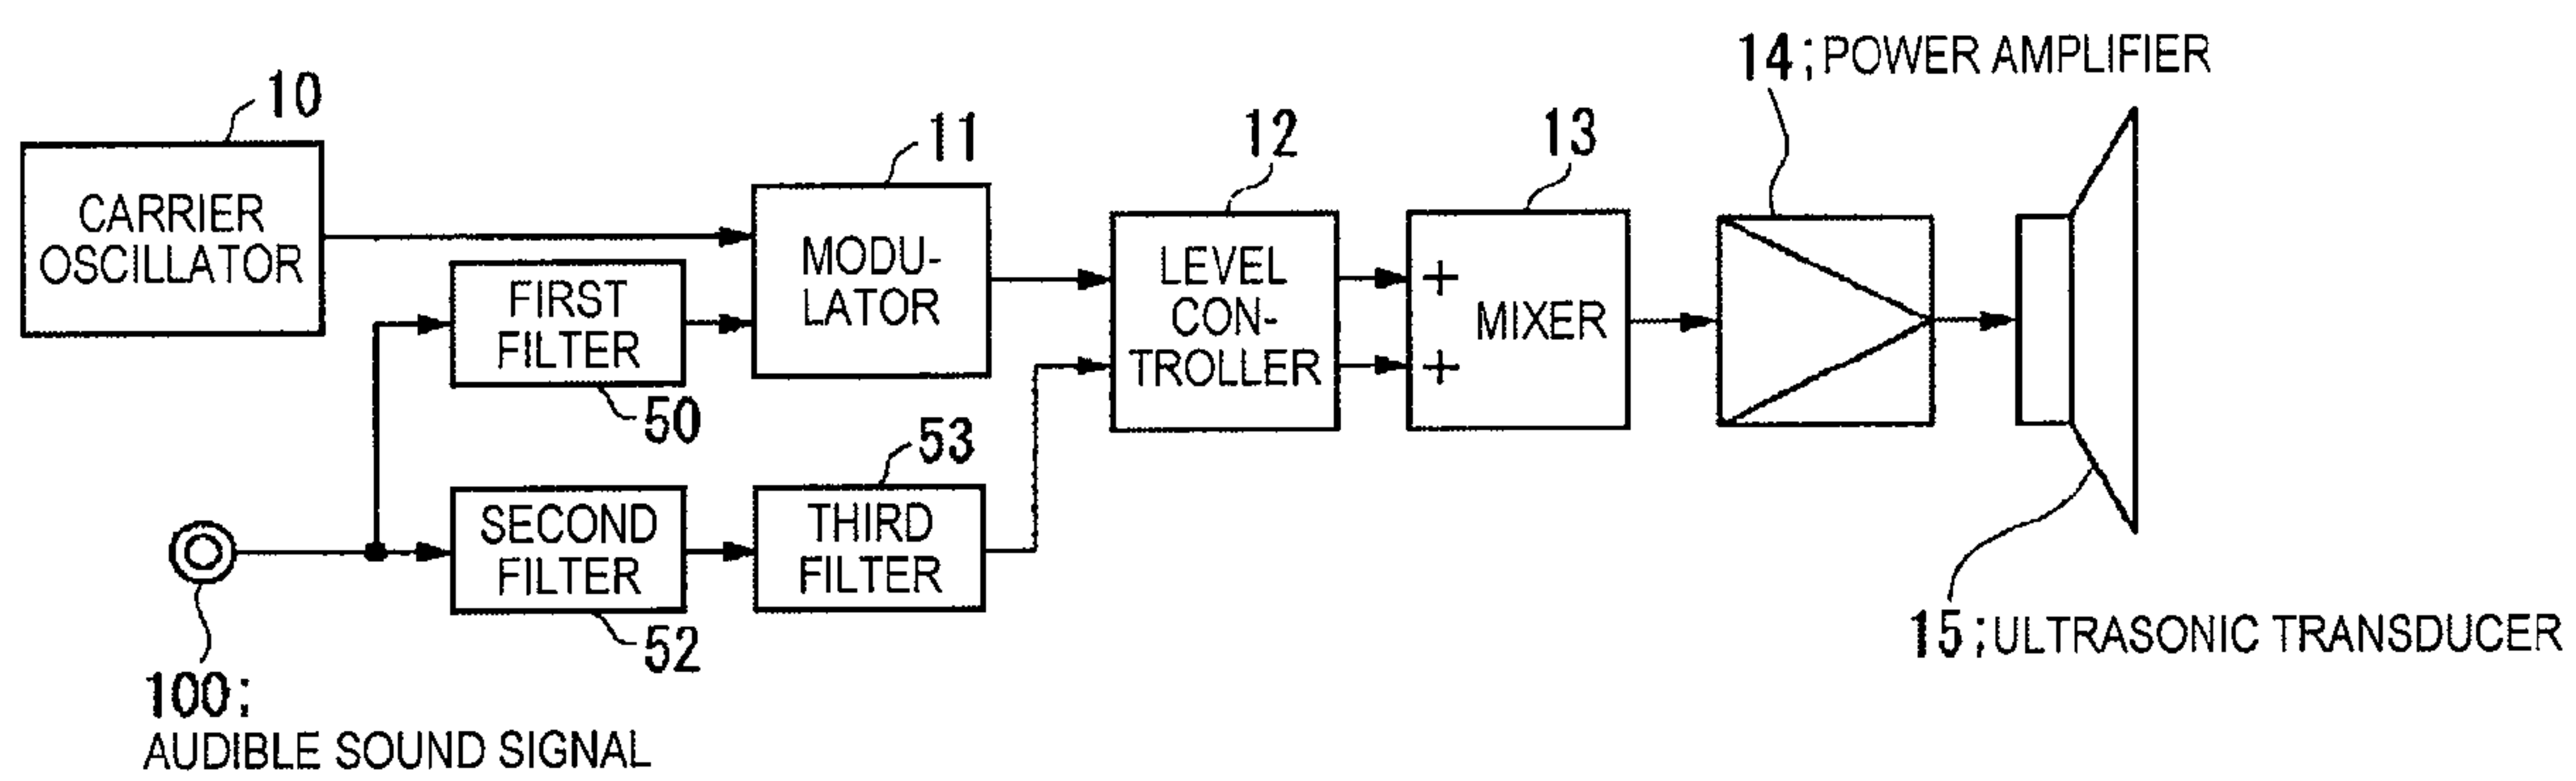 14;POWER AMPLIFIER
10
11
12
13
CARRIER
OSCILLATOR
MODU-
LATOR
LEVEL
CON-
TROLLER
+
+
MIXER
FIRST
FILTER
50
53
SECOND
FILTER
THIRD
FILTER
52
15;ULTRASONIC TRANSDUCER
100;
AUDIBLE SOUND SIGNAL